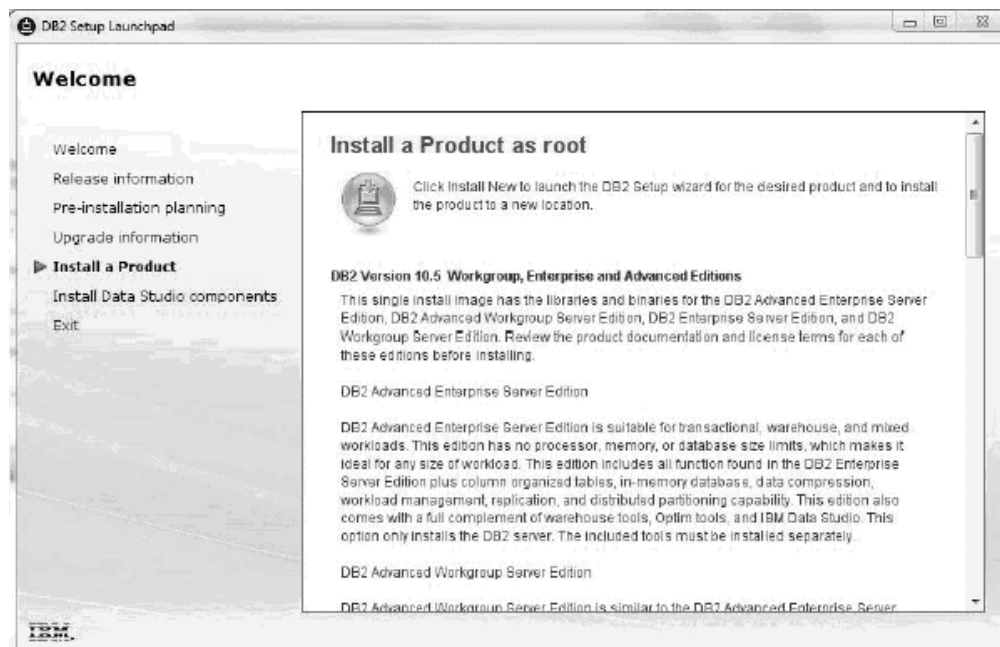 DB2 Setup Launchpad
Welcome
Welcome
Release information
Pre-installation planning
Upgrade information
Install a Product
Install Data Studio components
Exit
Install a Product as root
Click Install New to launch the DB2 Setup wizard for the desired product and to install
the product to a new location.
DB2 Version 10.5 Workgroup, Enterprise and Advanced Editions
This single install image has the libraries and binaries for the DB2 Advanced Enterprise Server
Edition, DB2 Advanced Workgroup Server Edition, DB2 Enterprise Server Edition, and DB2
Workgroup Server Edition. Review the product documentation and license terms for each of
these editions before installing.
DB2 Advanced Enterprise Server Edition
DB2 Advanced Enterprise Server Edition is suitable for transactional, warehouse, and mixed
workloads. This edition has no processor, memory, or database size limits, which makes it
ideal for any size of workload. This edition includes all function found in the DB2 Enterprise
Server Edition plus column organized tables, in-memory database, data compression,
workload management, replication, and distributed partitioning capability. This edition also
comes with a full complement of warehouse tools, Optim tools, and IBM Data Studio. This
option only installs the DB2 server. The included tools must be installed separately.
DB2 Advanced Workgroup Server Edition
DB2 Advanced Workgroup Server Edition is similar to the DB2 Advanced Enterprise Server
IBM.